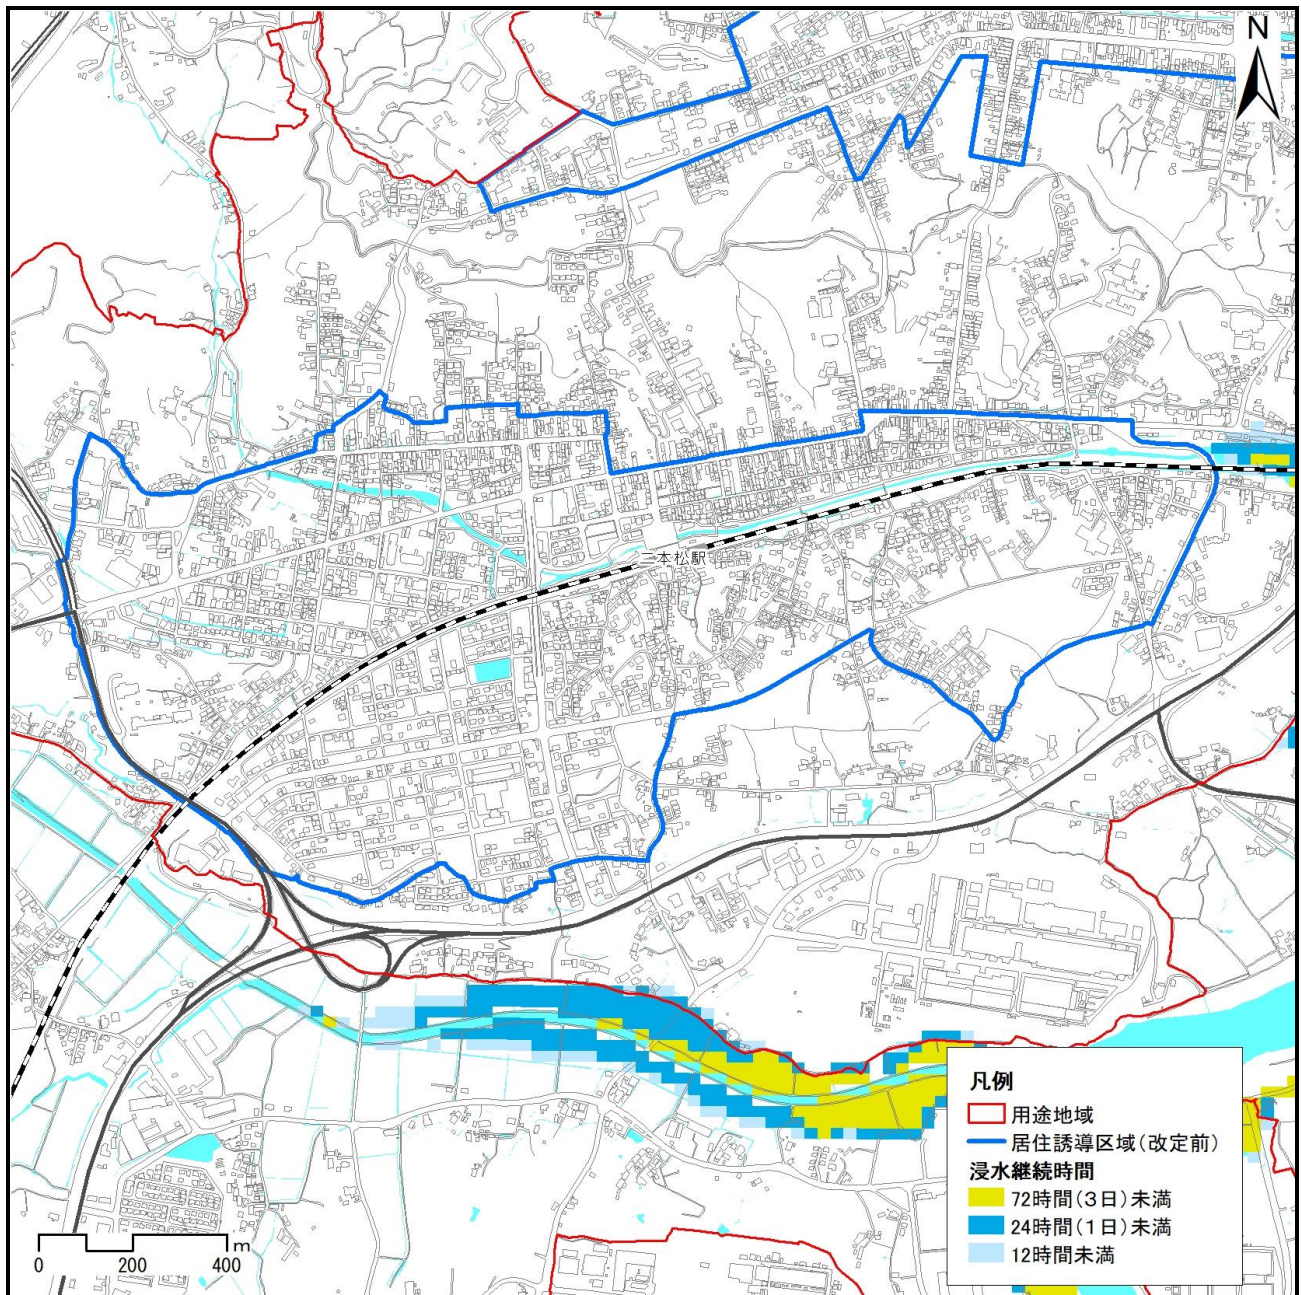 N
二本松駅
凡例
用途地域
居住誘導区域(改定前)
浸水継続時間
72時間(3日)未満
24時間(1日)未満
12時間未満
m
0 200 400